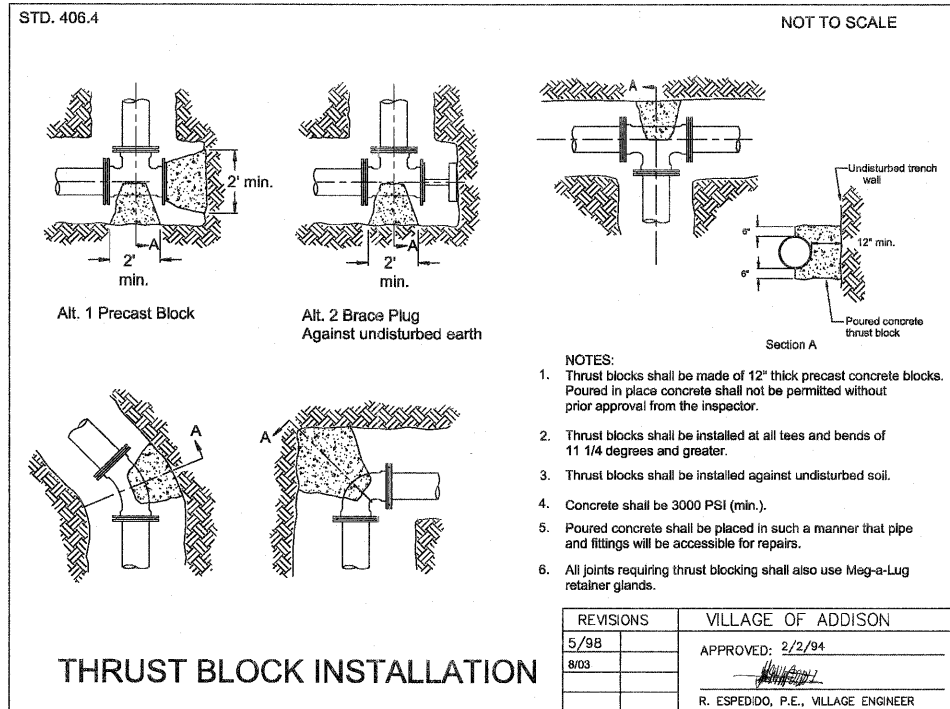 STD. 406.4
NOT TO SCALE
A
2' min.
A
2'
min.
A
2'
min.
Alt. 1 Precast Block
Alt. 2 Brace Plug
Against undisturbed earth
Undisturbed trench
wall
6"
12" min.
6"
Poured concrete
thrust block
Section A
A
A
NOTES:
1. Thrust blocks shall be made of 12" thick precast concrete blocks.
Poured in place concrete shall not be permitted without
prior approval from the inspector.
2. Thrust blocks shall be installed at all tees and bends of
11 1/4 degrees and greater.
3. Thrust blocks shall be installed against undisturbed soil.
4. Concrete shall be 3000 PSI (min.).
5. Poured concrete shall be placed in such a manner that pipe
and fittings will be accessible for repairs.
6. All joints requiring thrust blocking shall also use Meg-a-Lug
retainer glands.
THRUST BLOCK INSTALLATION
REVISIONS
5/98
8/03
VILLAGE OF ADDISON
APPROVED: 2/2/94
R. ESPEDIDO, P.E., VILLAGE ENGINEER